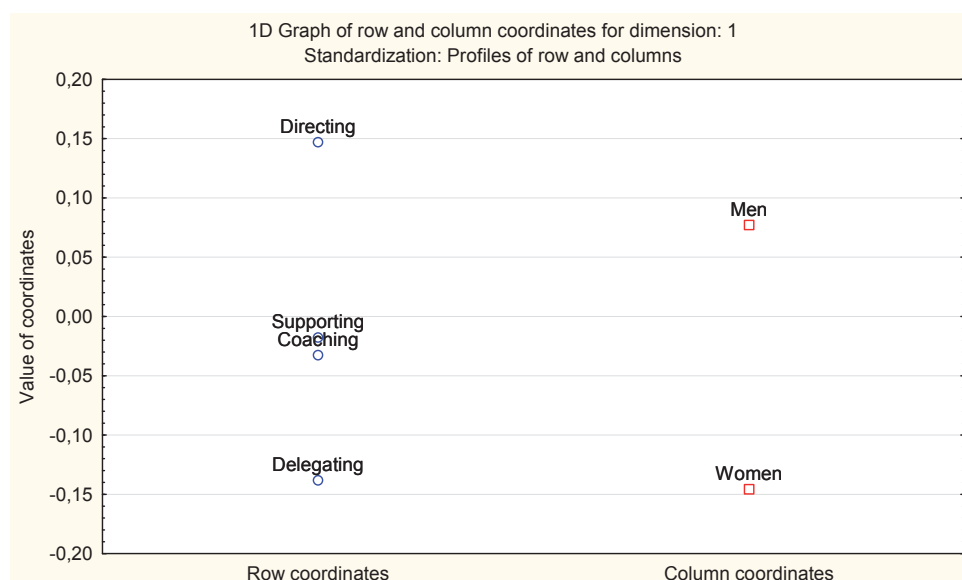 1D Graph of row and column coordinates for dimension: 1
Standardization: Profiles of row and columns
Value of coordinates
0,20
0,15
0,10
0,05
0,00
-0,05
-0,10
-0,15
-0,20
Directing
Men
Supporting
Coaching
Delegating
Women
Row coordinates
Column coordinates